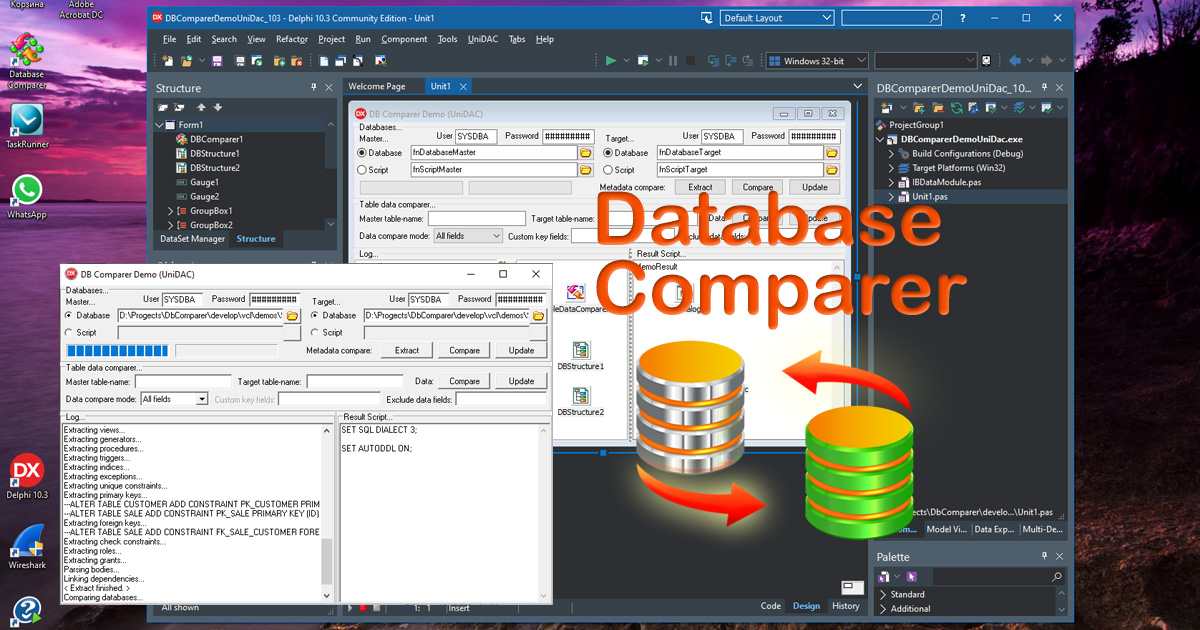 Корзина
Adobe
Acrobat DC
Database
Comparer
TaskRunner
WhatsApp
Delphi 10.3
Wireshark
DX DBComparerDemoUniDac_103 - Delphi 10.3 Community Edition - Unit1
Default Layout
File Edit Search View Refactor Project Run Component Tools UniDAC Tabs Help
Windows 32-bit
Structure
Form1
DBComparer1
DBStructure1
DBStructure2
Gauge1
Gauge2
GroupBox1
GroupBox2
DataSet Manager Structure
Welcome Page Unit1
DX DB Comparer Demo (UniDAC)
Databases...
Master... User SYSDBA Password ##########
Target... User SYSDBA Password ##########
Database fnDatabaseMaster Database fnDatabaseTarget
Script fnScriptMaster Script fnScriptTarget
Metadata compare: Extract Compare Update
Table data comparer...
Master table-name: Target table-name:
Data compare mode: All fields Custom key fields:
Log... Result Script...
DBStructure1
DBStructure2
Database
Comparer
DBComparerDemoUniDac_10...
ProjectGroup1
DBComparerDemoUniDac.exe
Build Configurations (Debug)
Target Platforms (Win32)
IBDataModule.pas
Unit1.pas
Model Vi... Data Exp... Multi-De...
Palette
Standard
Additional
DX DB Comparer Demo (UniDAC)
Databases...
Master... User SYSDBA Password ##########
Target... User SYSDBA Password ##########
Database D:\Progects\DbComparer\develop\vcl\demos\ Database D:\Progects\DbComparer\develop\vcl\demos\
Script Script
Metadata compare: Extract Compare Update
Table data comparer...
Master table-name: Target table-name: Data: Compare Update
Data compare mode: All fields Custom key fields: Exclude data fields:
Log... Result Script...
Extracting views...
Extracting generators...
Extracting procedures...
Extracting triggers...
Extracting indices...
Extracting exceptions...
Extracting unique constraints...
Extracting primary keys...
--ALTER TABLE CUSTOMER ADD CONSTRAINT PK_CUSTOMER PRIM
--ALTER TABLE SALE ADD CONSTRAINT PK_SALE PRIMARY KEY (ID)
Extracting foreign keys...
--ALTER TABLE SALE ADD CONSTRAINT FK_SALE_CUSTOMER FORE
Extracting check constraints...
Extracting roles...
Extracting grants...
Parsing bodies...
Linking dependencies...
< Extract finished. >
Comparing databases...
SET SQL DIALECT 3;
SET AUTODDL ON;
All shown
1: 1 Insert
Code Design History
DX